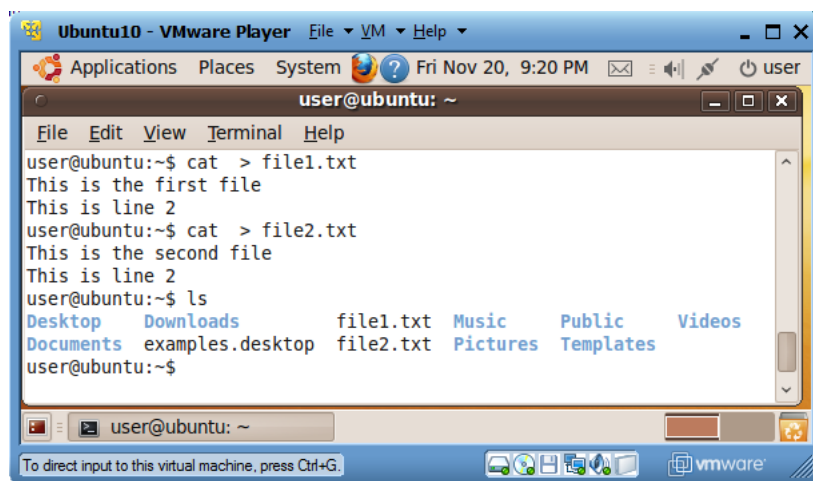 Ubuntu10 - VMware Player File VM Help
Applications Places System Fri Nov 20, 9:20 PM user
user@ubuntu: ~
File Edit View Terminal Help
user@ubuntu:~$ cat  > file1.txt
This is the first file
This is line 2
user@ubuntu:~$ cat  > file2.txt
This is the second file
This is line 2
user@ubuntu:~$ ls
Desktop Downloads file1.txt Music Public Videos
Documents examples.desktop file2.txt Pictures Templates
user@ubuntu:~$
user@ubuntu: ~
To direct input to this virtual machine, press Ctrl+G. vmware